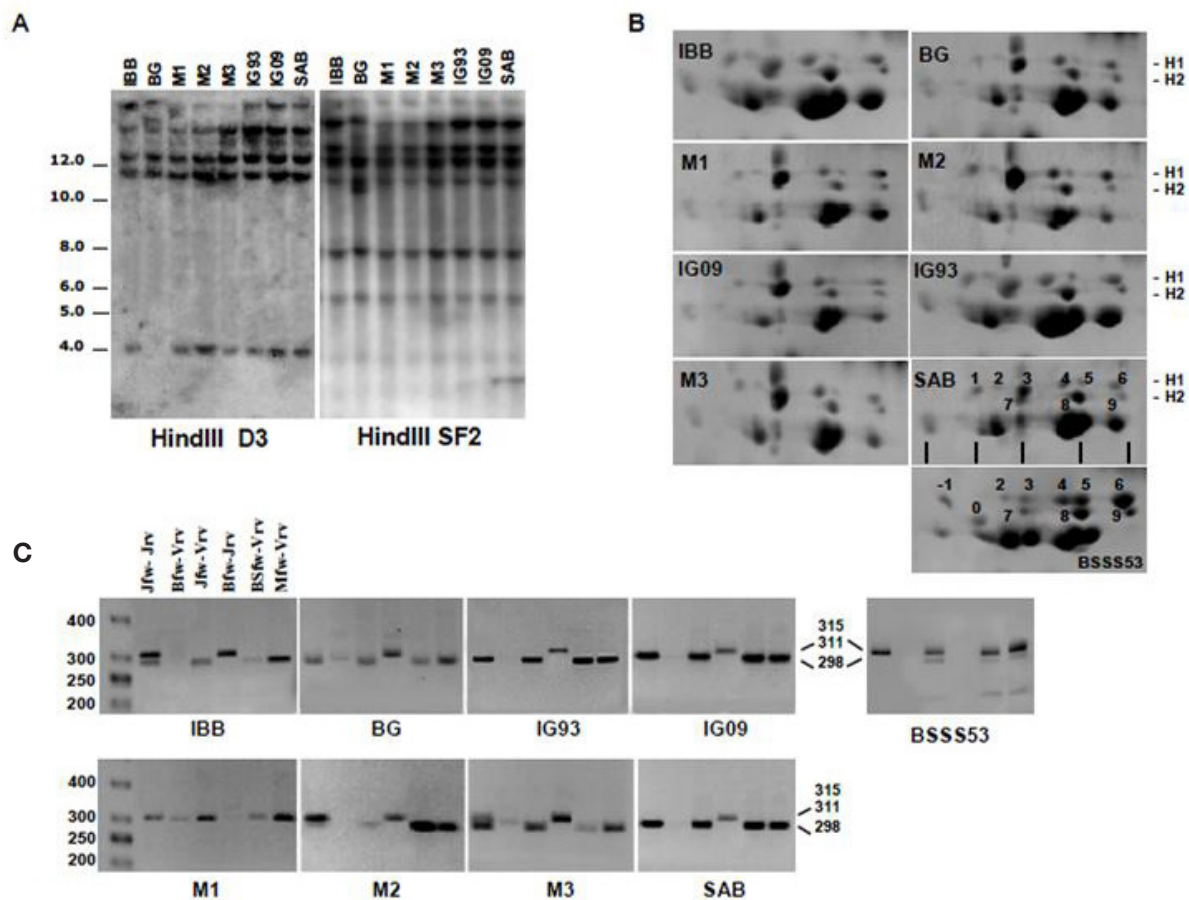 A
IBB BG M1 M2 M3 IG93 IG09 SAB
IBB BG M1 M2 M3 IG93 IG09 SAB
12.0
10.0
8.0
6.0
5.0
4.0
HindIII D3
HindIII SF2
B
IBB
BG
- H1
- H2
M1
M2
- H1
- H2
IG09
IG93
- H1
- H2
M3
SAB
1 2 3 4 5 6
7 8 9
- H1
- H2
-1 2 3 4 5 6
0 7 8 9
BSSS53
C
Jfw- Jrv
Bfw- Vrv
Jfw- Vrv
Bfw-Jrv
BSfw-Vrv
Mfw-Vrv
400
300
250
200
315
311
298
IBB
BG
IG93
IG09
BSSS53
400
300
250
200
315
311
298
M1
M2
M3
SAB